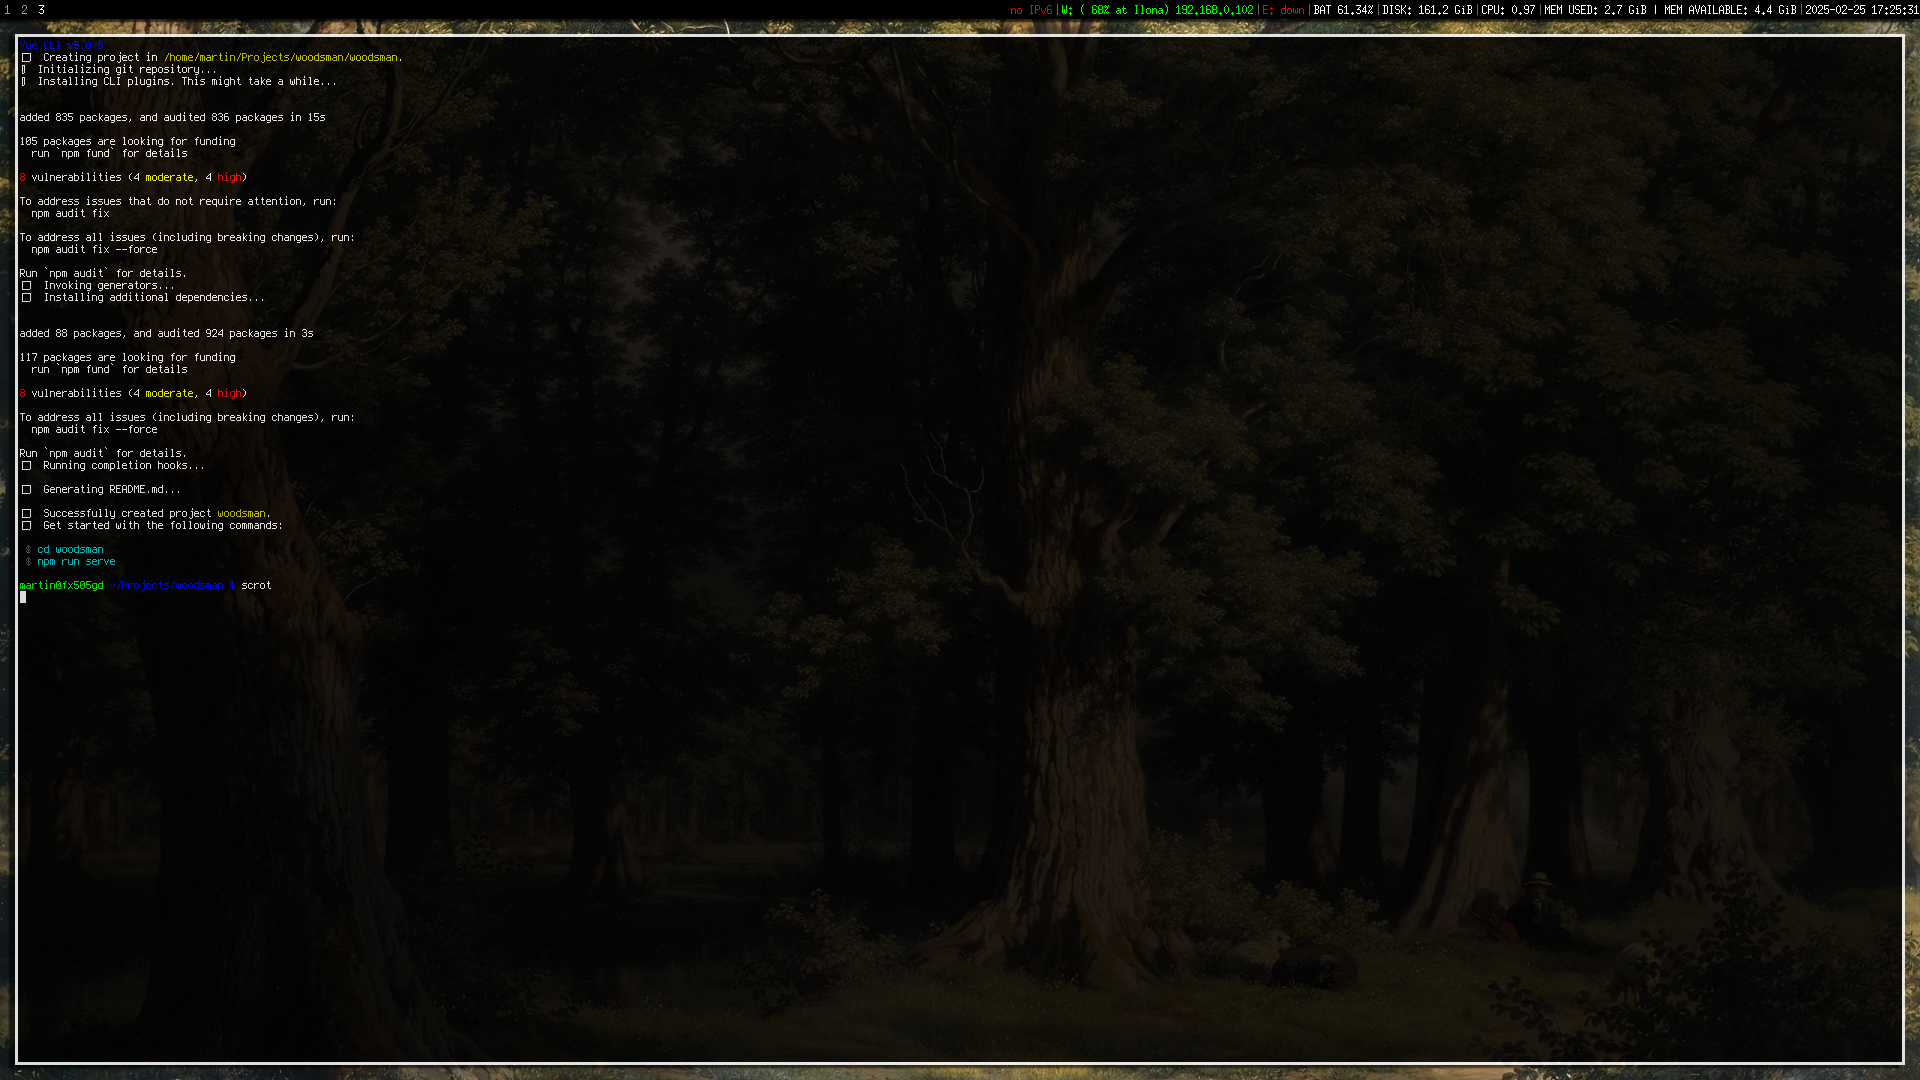 1 2 3
no IPv6|W: ( 68% at Ilona) 192.168.0.102|E: down|BAT 61.34%|DISK: 161.2 GiB|CPU: 0.97|MEM USED: 2.7 GiB | MEM AVAILABLE: 4.4 GiB|2025-02-25 17:25:31
Vue CLI v5.0.8
Creating project in /home/martin/Projects/woodsman/woodsman.
Initializing git repository...
Installing CLI plugins. This might take a while...
added 835 packages, and audited 836 packages in 15s
105 packages are looking for funding
run `npm fund` for details
8 vulnerabilities (4 moderate, 4 high)
To address issues that do not require attention, run:
npm audit fix
To address all issues (including breaking changes), run:
npm audit fix --force
Run `npm audit` for details.
Invoking generators...
Installing additional dependencies...
added 88 packages, and audited 924 packages in 3s
117 packages are looking for funding
run `npm fund` for details
8 vulnerabilities (4 moderate, 4 high)
To address all issues (including breaking changes), run:
npm audit fix --force
Run `npm audit` for details.
Running completion hooks...
Generating README.md...
Successfully created project woodsman.
Get started with the following commands:
$ cd woodsman
$ npm run serve
martin@fx505gd ~/Projects/woodsman $ scrot